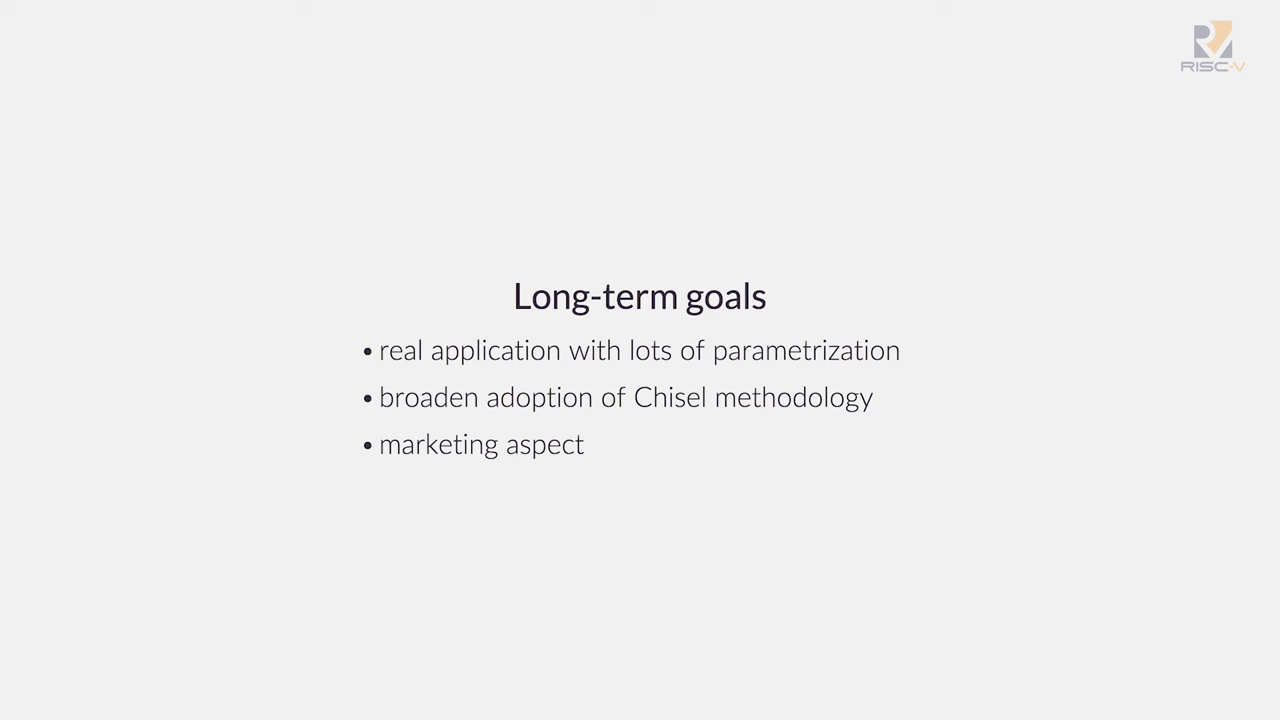 RISC-V
Long-term goals
• real application with lots of parametrization
• broaden adoption of Chisel methodology
• marketing aspect